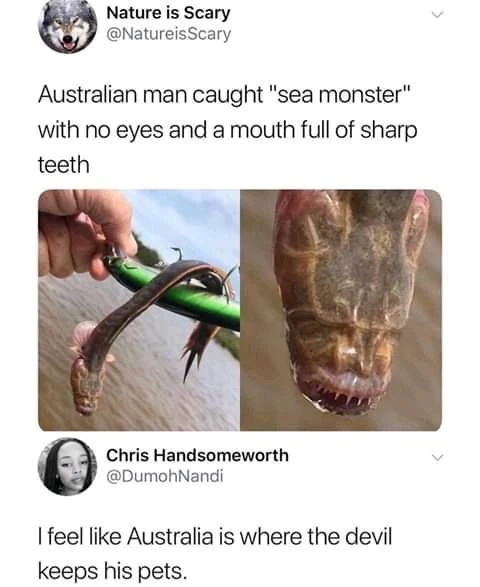 Nature is Scary
@NatureisScary
Australian man caught "sea monster"
with no eyes and a mouth full of sharp
teeth
Chris Handsomeworth
@DumohNandi
I feel like Australia is where the devil
keeps his pets.